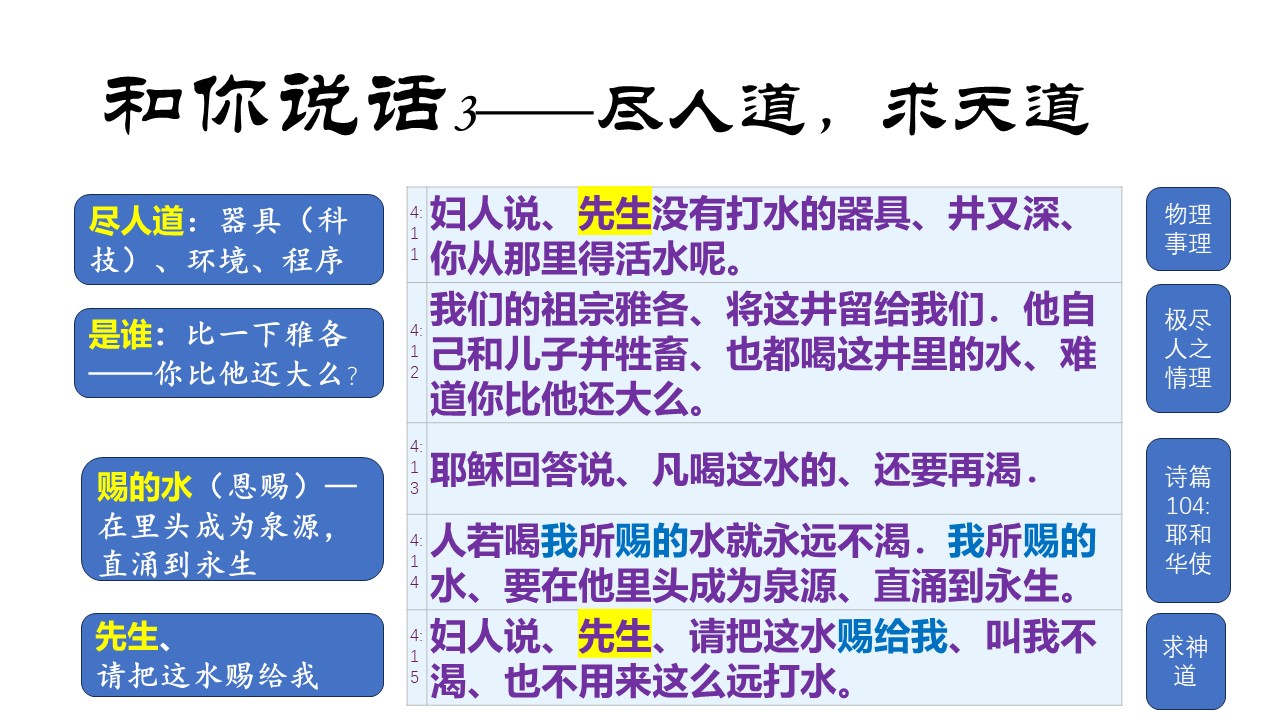 和你说话3——尽人道，求天道
尽人道：器具（科
技）、环境、程序
是谁：比一下雅各
——你比他还大么?
赐的水（恩赐）—
在里头成为泉源，
直涌到永生
先生、
请把这水赐给我
4:
1
1
妇人说、先生没有打水的器具、井又深、
你从那里得活水呢。
4:
1
2
我们的祖宗雅各、将这井留给我们．他自
己和儿子并牲畜、也都喝这井里的水、难
道你比他还大么。
4:
1
3
耶稣回答说、凡喝这水的、还要再渴．
4:
1
4
人若喝我所赐的水就永远不渴．我所赐的
水、要在他里头成为泉源、直涌到永生。
4:
1
5
妇人说、先生、请把这水赐给我、叫我不
渴、也不用来这么远打水。
物理
事理
极尽
人之
情理
诗篇
104:
耶和
华使
求神
道